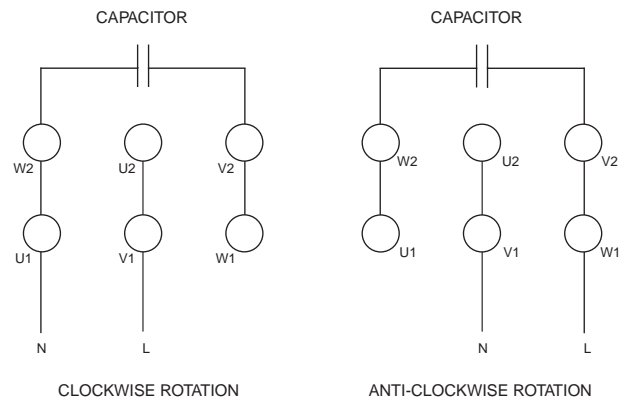 CAPACITOR CAPACITOR
W2 U2 V2 W2 U2 V2
U1 V1 W1 U1 V1 W1
N L N L
CLOCKWISE ROTATION ANTI-CLOCKWISE ROTATION